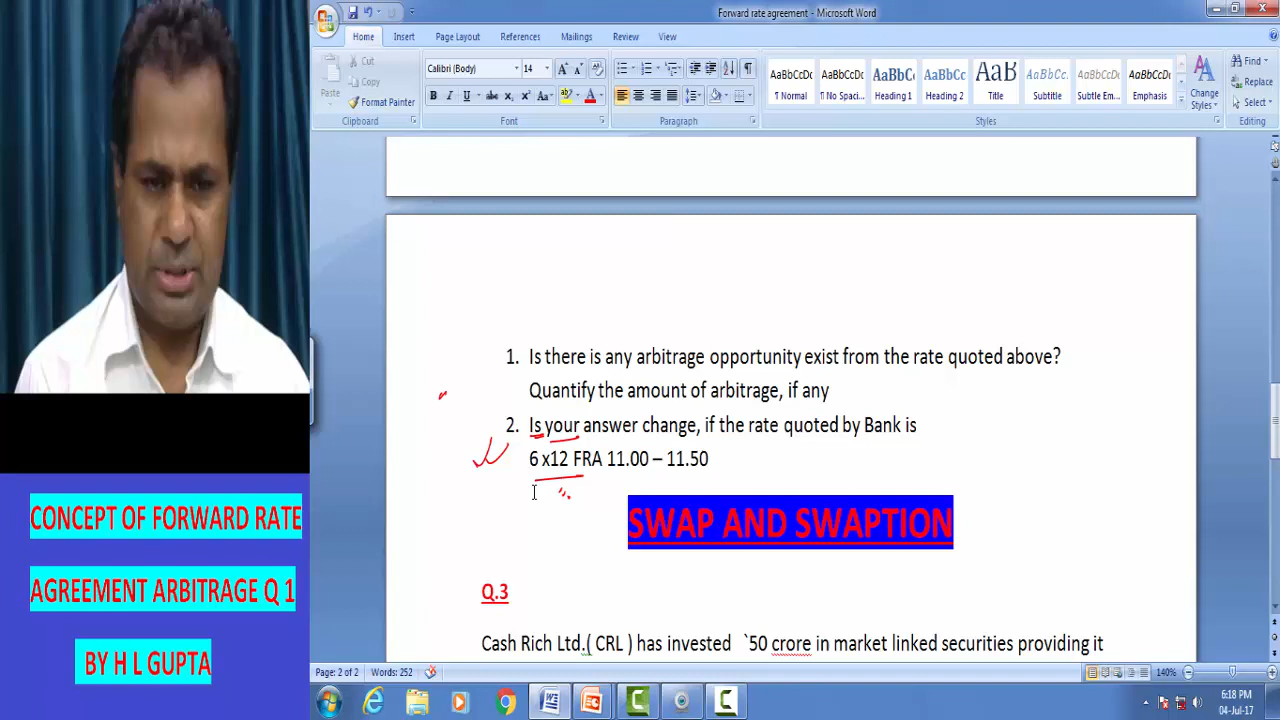 Forward rate agreement - Microsoft Word
Home Insert Page Layout References Mailings Review View
Cut
Copy
Format Painter
Paste
Clipboard
Calibri (Body) 14
Font
Paragraph
AaBbCcDc AaBbCcDc AaBbCc AaBbCc AaB AaBbCc AaBbCcDc AaBbCcDc
¶ Normal ¶ No Spaci... Heading 1 Heading 2 Title Subtitle Subtle Em... Emphasis
Change Styles
Styles
Find
Replace
Select
Editing
1. Is there is any arbitrage opportunity exist from the rate quoted above?
Quantify the amount of arbitrage, if any
2. Is your answer change, if the rate quoted by Bank is
6 x12 FRA 11.00 – 11.50
SWAP AND SWAPTION
Q.3
Cash Rich Ltd.( CRL ) has invested `50 crore in market linked securities providing it
CONCEPT OF FORWARD RATE
AGREEMENT ARBITRAGE Q 1
BY H L GUPTA
Page: 2 of 2 Words: 252 140%
6:18 PM
04-Jul-17